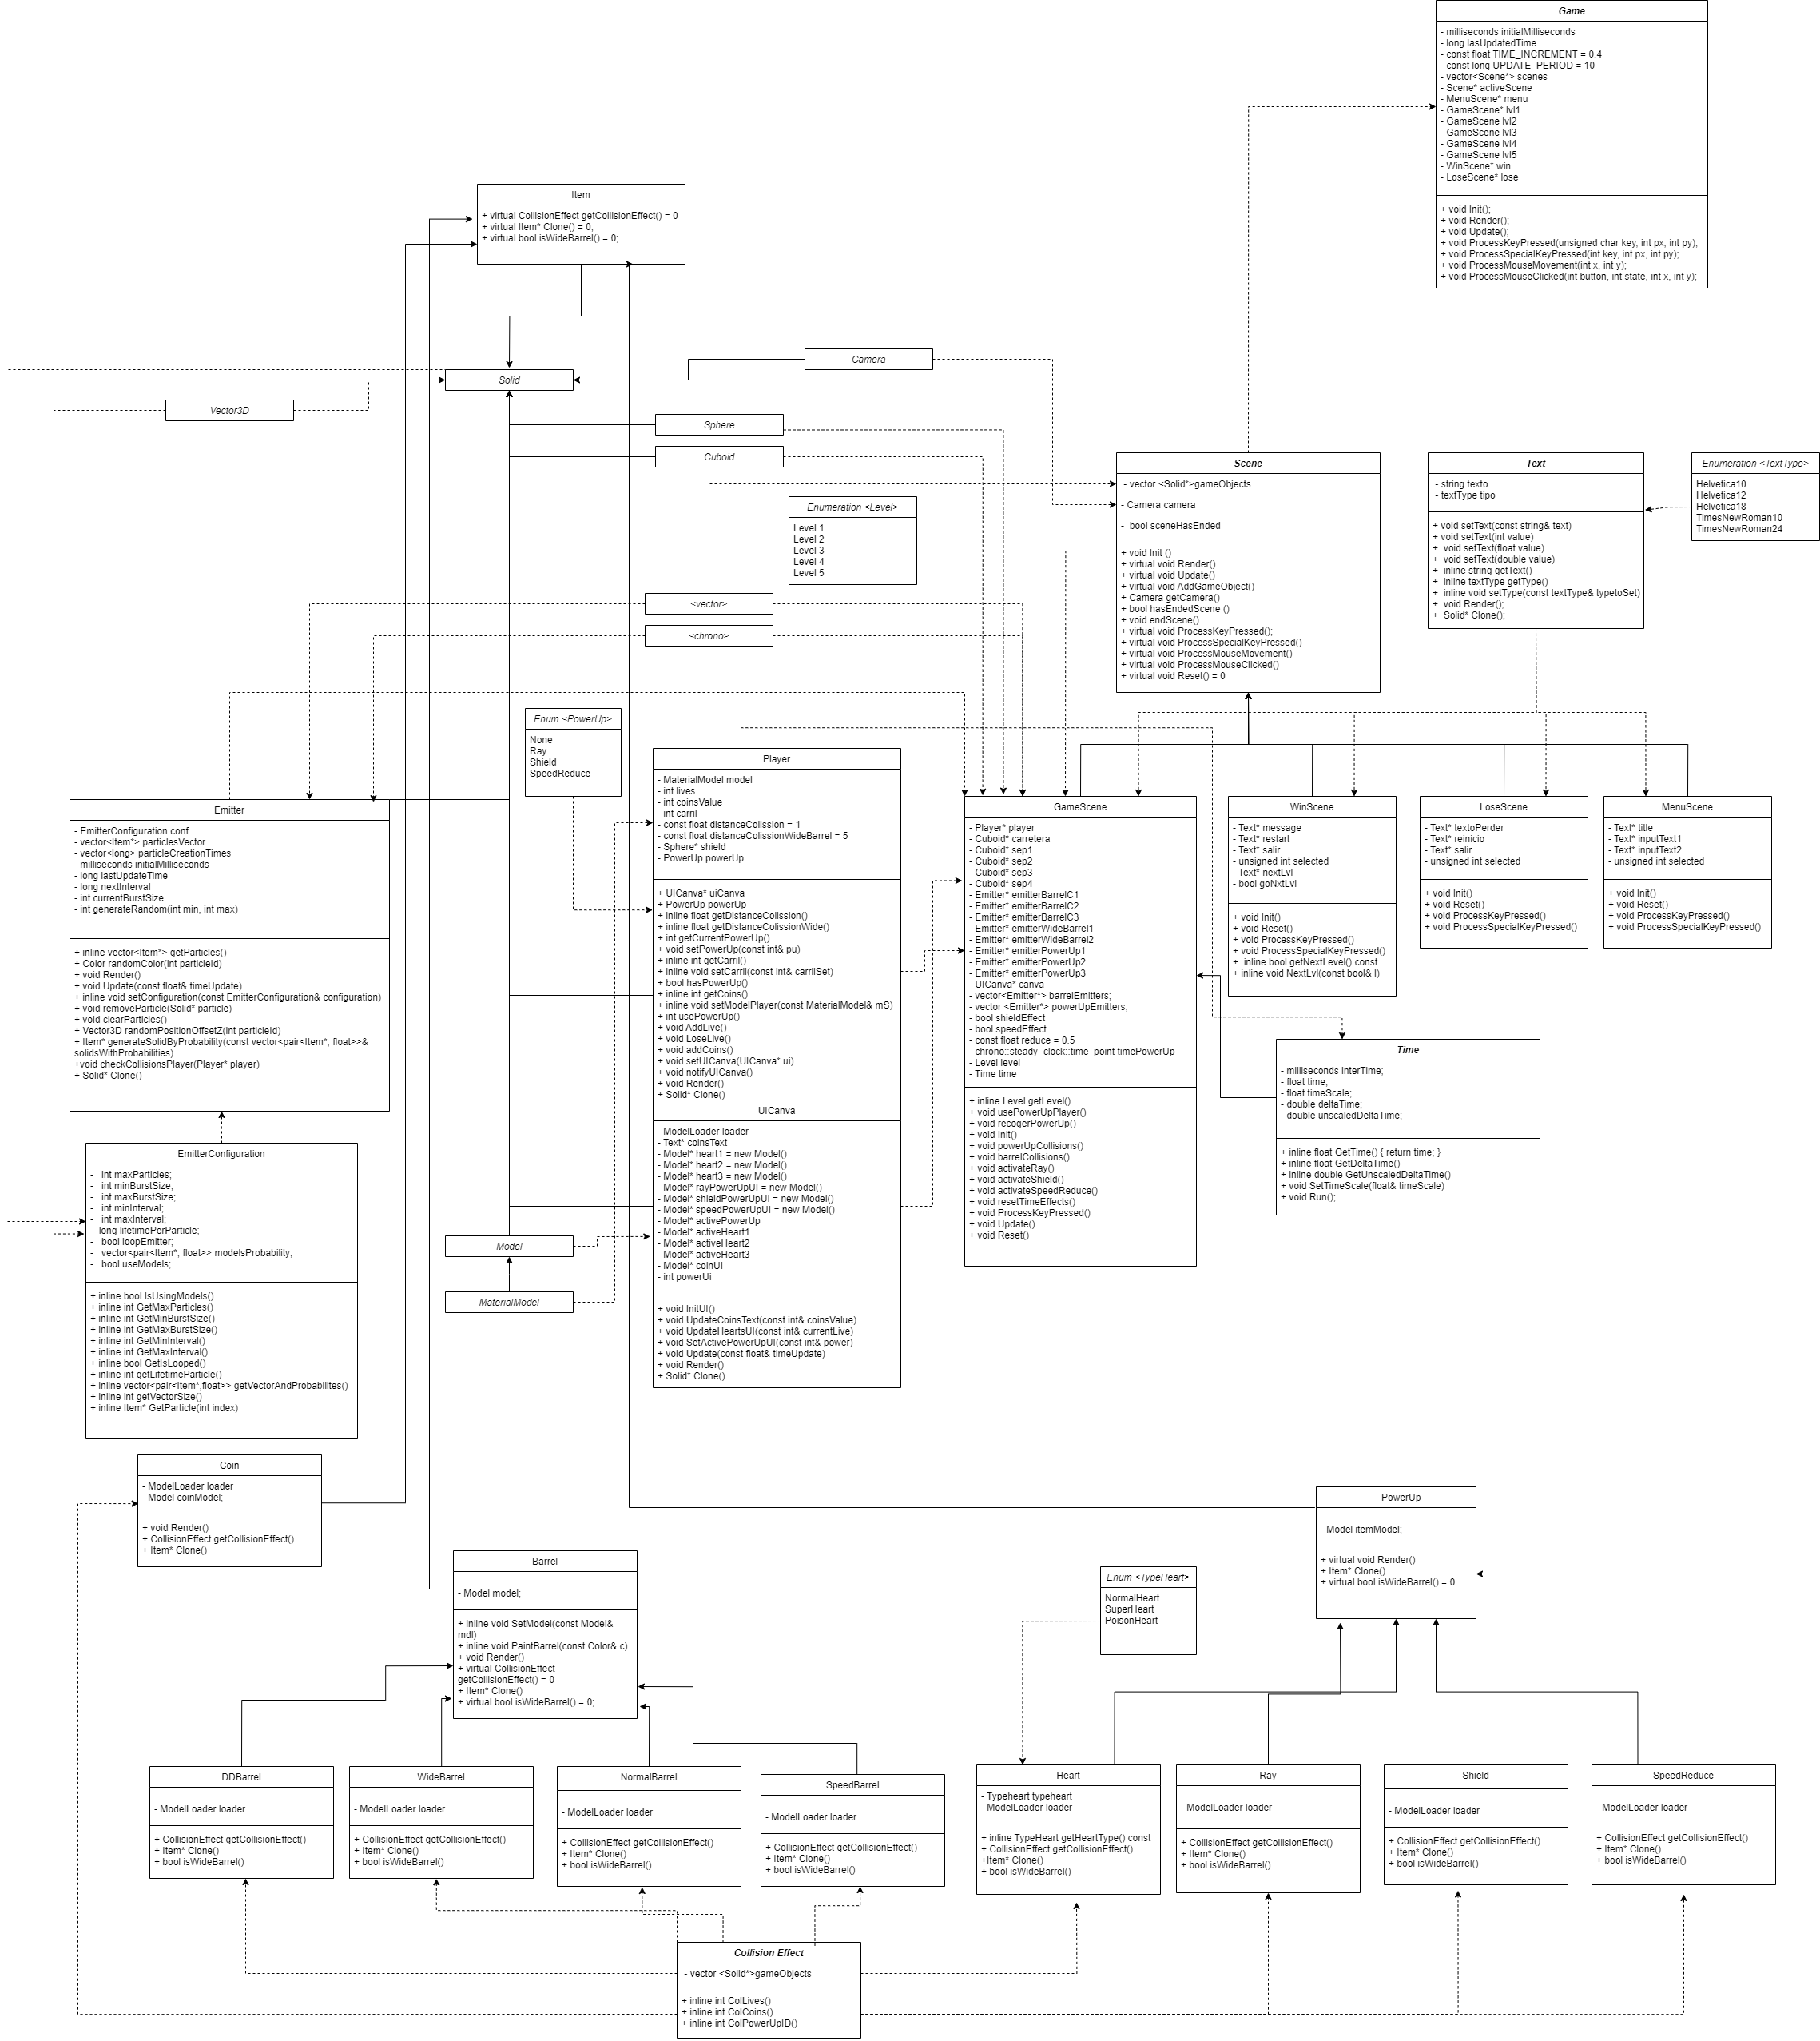 Game
- milliseconds initialMilliseconds
- long lasUpdatedTime
- const float TIME_INCREMENT = 0.4
- const long UPDATE_PERIOD = 10
- vector<Scene*> scenes
- Scene* activeScene
- MenuScene* menu
- GameScene* lvl1
- GameScene lvl2
- GameScene lvl3
- GameScene lvl4
- GameScene lvl5
- WinScene* win
- LoseScene* lose
+ void Init();
+ void Render();
+ void Update();
+ void ProcessKeyPressed(unsigned char key, int px, int py);
+ void ProcessSpecialKeyPressed(int key, int px, int py);
+ void ProcessMouseMovement(int x, int y);
+ void ProcessMouseClicked(int button, int state, int x, int y);
Item
+ virtual CollisionEffect getCollisionEffect() = 0
+ virtual Item* Clone() = 0;
+ virtual bool isWideBarrel() = 0;
Camera
Solid
Vector3D
Sphere
Cuboid
Enumeration <Level>
Level 1
Level 2
Level 3
Level 4
Level 5
Scene
- vector <Solid*>gameObjects
- Camera camera
- bool sceneHasEnded
+ void Init ()
+ virtual void Render()
+ virtual void Update()
+ virtual void AddGameObject()
+ Camera getCamera()
+ bool hasEndedScene ()
+ void endScene()
+ virtual void ProcessKeyPressed();
+ virtual void ProcessSpecialKeyPressed()
+ virtual void ProcessMouseMovement()
+ virtual void ProcessMouseClicked()
+ virtual void Reset() = 0
Text
- string texto
- textType tipo
+ void setText(const string& text)
+ void setText(int value)
+ void setText(float value)
+ void setText(double value)
+ inline string getText()
+ inline textType getType()
+ inline void setType(const textType& typetoSet)
+ void Render();
+ Solid* Clone();
Enumeration <TextType>
Helvetica10
Helvetica12
Helvetica18
TimesNewRoman10
TimesNewRoman24
<vector>
<chrono>
Enum <PowerUp>
None
Ray
Shield
SpeedReduce
Emitter
- EmitterConfiguration conf
- vector<Item*> particlesVector
- vector<long> particleCreationTimes
- milliseconds initialMilliseconds
- long lastUpdateTime
- long nextInterval
- int currentBurstSize
- int generateRandom(int min, int max)
+ inline vector<Item*> getParticles()
+ Color randomColor(int particleId)
+ void Render()
+ void Update(const float& timeUpdate)
+ inline void setConfiguration(const EmitterConfiguration& configuration)
+ void removeParticle(Solid* particle)
+ void clearParticles()
+ Vector3D randomPositionOffsetZ(int particleId)
+ Item* generateSolidByProbability(const vector<pair<Item*, float>>&
solidsWithProbabilities)
+void checkCollisionsPlayer(Player* player)
+ Solid* Clone()
EmitterConfiguration
- int maxParticles;
- int minBurstSize;
- int maxBurstSize;
- int minInterval;
- int maxInterval;
- long lifetimePerParticle;
- bool loopEmitter;
- vector<pair<Item*, float>> modelsProbability;
- bool useModels;
+ inline bool IsUsingModels()
+ inline int GetMaxParticles()
+ inline int GetMinBurstSize()
+ inline int GetMaxBurstSize()
+ inline int GetMinInterval()
+ inline int GetMaxInterval()
+ inline bool GetIsLooped()
+ inline int getLifetimeParticle()
+ inline vector<pair<Item*,float>> getVectorAndProbabilites()
+ inline int getVectorSize()
+ inline Item* GetParticle(int index)
Player
- MaterialModel model
- int lives
- int coinsValue
- int carril
- const float distanceColission = 1
- const float distanceColissionWideBarrel = 5
- Sphere* shield
- PowerUp powerUp
+ UICanva* uiCanva
+ PowerUp powerUp
+ inline float getDistanceColission()
+ inline float getDistanceColissionWide()
+ int getCurrentPowerUp()
+ void setPowerUp(const int& pu)
+ inline int getCarril()
+ inline void setCarril(const int& carrilSet)
+ bool hasPowerUp()
+ inline int getCoins()
+ inline void setModelPlayer(const MaterialModel& mS)
+ int usePowerUp()
+ void AddLive()
+ void LoseLive()
+ void addCoins()
+ void setUICanva(UICanva* ui)
+ void notifyUICanva()
+ void Render()
+ Solid* Clone()
UICanva
- ModelLoader loader
- Text* coinsText
- Model* heart1 = new Model()
- Model* heart2 = new Model()
- Model* heart3 = new Model()
- Model* rayPowerUpUI = new Model()
- Model* shieldPowerUpUI = new Model()
- Model* speedPowerUpUI = new Model()
- Model* activePowerUp
- Model* activeHeart1
- Model* activeHeart2
- Model* activeHeart3
- Model* coinUI
- int powerUi
+ void InitUI()
+ void UpdateCoinsText(const int& coinsValue)
+ void UpdateHeartsUI(const int& currentLive)
+ void SetActivePowerUpUI(const int& power)
+ void Update(const float& timeUpdate)
+ void Render()
+ Solid* Clone()
Model
MaterialModel
GameScene
- Player* player
- Cuboid* carretera
- Cuboid* sep1
- Cuboid* sep2
- Cuboid* sep3
- Cuboid* sep4
- Emitter* emitterBarrelC1
- Emitter* emitterBarrelC2
- Emitter* emitterBarrelC3
- Emitter* emitterWideBarrel1
- Emitter* emitterWideBarrel2
- Emitter* emitterPowerUp1
- Emitter* emitterPowerUp2
- Emitter* emitterPowerUp3
- UICanva* canva
- vector<Emitter*> barrelEmitters;
- vector <Emitter*> powerUpEmitters;
- bool shieldEffect
- bool speedEffect
- const float reduce = 0.5
- chrono::steady_clock::time_point timePowerUp
- Level level
- Time time
+ inline Level getLevel()
+ void usePowerUpPlayer()
+ void recogerPowerUp()
+ void Init()
+ void powerUpCollisions()
+ void barrelCollisions()
+ void activateRay()
+ void activateShield()
+ void activateSpeedReduce()
+ void resetTimeEffects()
+ void ProcessKeyPressed()
+ void Update()
+ void Reset()
WinScene
- Text* message
- Text* restart
- Text* salir
- unsigned int selected
- Text* nextLvl
- bool goNxtLvl
+ void Init()
+ void Reset()
+ void ProcessKeyPressed()
+ void ProcessSpecialKeyPressed()
+ inline bool getNextLevel() const
+ inline void NextLvl(const bool& l)
LoseScene
- Text* textoPerder
- Text* reinicio
- Text* salir
- unsigned int selected
+ void Init()
+ void Reset()
+ void ProcessKeyPressed()
+ void ProcessSpecialKeyPressed()
MenuScene
- Text* title
- Text* inputText1
- Text* inputText2
- unsigned int selected
+ void Init()
+ void Reset()
+ void ProcessKeyPressed()
+ void ProcessSpecialKeyPressed()
Time
- milliseconds interTime;
- float time;
- float timeScale;
- double deltaTime;
- double unscaledDeltaTime;
+ inline float GetTime() { return time; }
+ inline float GetDeltaTime()
+ inline double GetUnscaledDeltaTime()
+ void SetTimeScale(float& timeScale)
+ void Run();
Coin
- ModelLoader loader
- Model coinModel;
+ void Render()
+ CollisionEffect getCollisionEffect()
+ Item* Clone()
Barrel
- Model model;
+ inline void SetModel(const Model&
mdl)
+ inline void PaintBarrel(const Color& c)
+ void Render()
+ virtual CollisionEffect
getCollisionEffect() = 0
+ Item* Clone()
+ virtual bool isWideBarrel() = 0;
PowerUp
- Model itemModel;
+ virtual void Render()
+ Item* Clone()
+ virtual bool isWideBarrel() = 0
Enum <TypeHeart>
NormalHeart
SuperHeart
PoisonHeart
DDBarrel
- ModelLoader loader
+ CollisionEffect getCollisionEffect()
+ Item* Clone()
+ bool isWideBarrel()
WideBarrel
- ModelLoader loader
+ CollisionEffect getCollisionEffect()
+ Item* Clone()
+ bool isWideBarrel()
NormalBarrel
- ModelLoader loader
+ CollisionEffect getCollisionEffect()
+ Item* Clone()
+ bool isWideBarrel()
SpeedBarrel
- ModelLoader loader
+ CollisionEffect getCollisionEffect()
+ Item* Clone()
+ bool isWideBarrel()
Heart
- Typeheart typeheart
- ModelLoader loader
+ inline TypeHeart getHeartType() const
+ CollisionEffect getCollisionEffect()
+Item* Clone()
+ bool isWideBarrel()
Ray
- ModelLoader loader
+ CollisionEffect getCollisionEffect()
+ Item* Clone()
+ bool isWideBarrel()
Shield
- ModelLoader loader
+ CollisionEffect getCollisionEffect()
+ Item* Clone()
+ bool isWideBarrel()
SpeedReduce
- ModelLoader loader
+ CollisionEffect getCollisionEffect()
+ Item* Clone()
+ bool isWideBarrel()
Collision Effect
- vector <Solid*>gameObjects
+ inline int ColLives()
+ inline int ColCoins()
+ inline int ColPowerUpID()